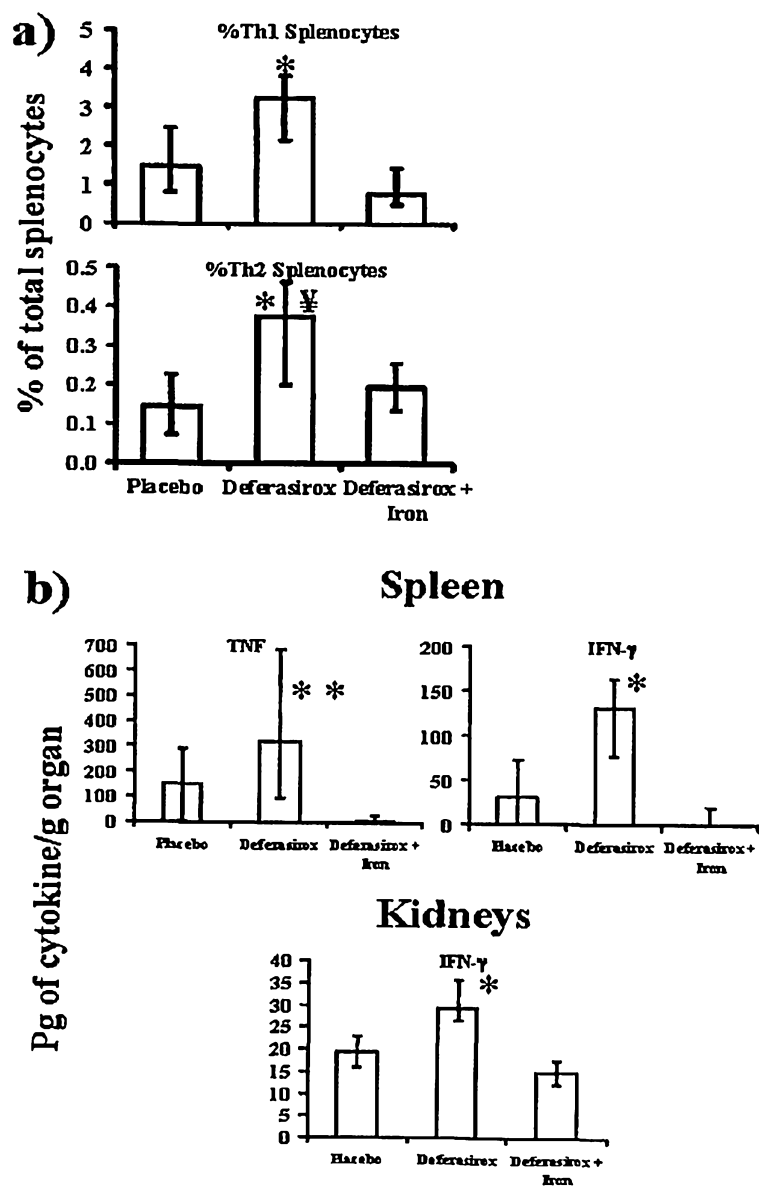 a)
%Th1 Splenocytes
5
*
4
3
2
1
0
% of total splenocytes
%Th2 Splenocytes
0.5
* ¥
0.4
0.3
0.2
0.1
0.0
Placebo Deferasirox Deferasirox +
Iron
b) Spleen
Pg of cytokine/g organ
TNF
700
600
500
* *
400
300
200
100
0
Placebo Deferasirox Deferasirox +
Iron
IFN-γ
200
*
150
100
50
0
Placebo Deferasirox Deferasirox +
Iron
Kidneys
IFN-γ
40
*
35
30
25
20
15
10
5
0
Placebo Deferasirox Deferasirox +
Iron